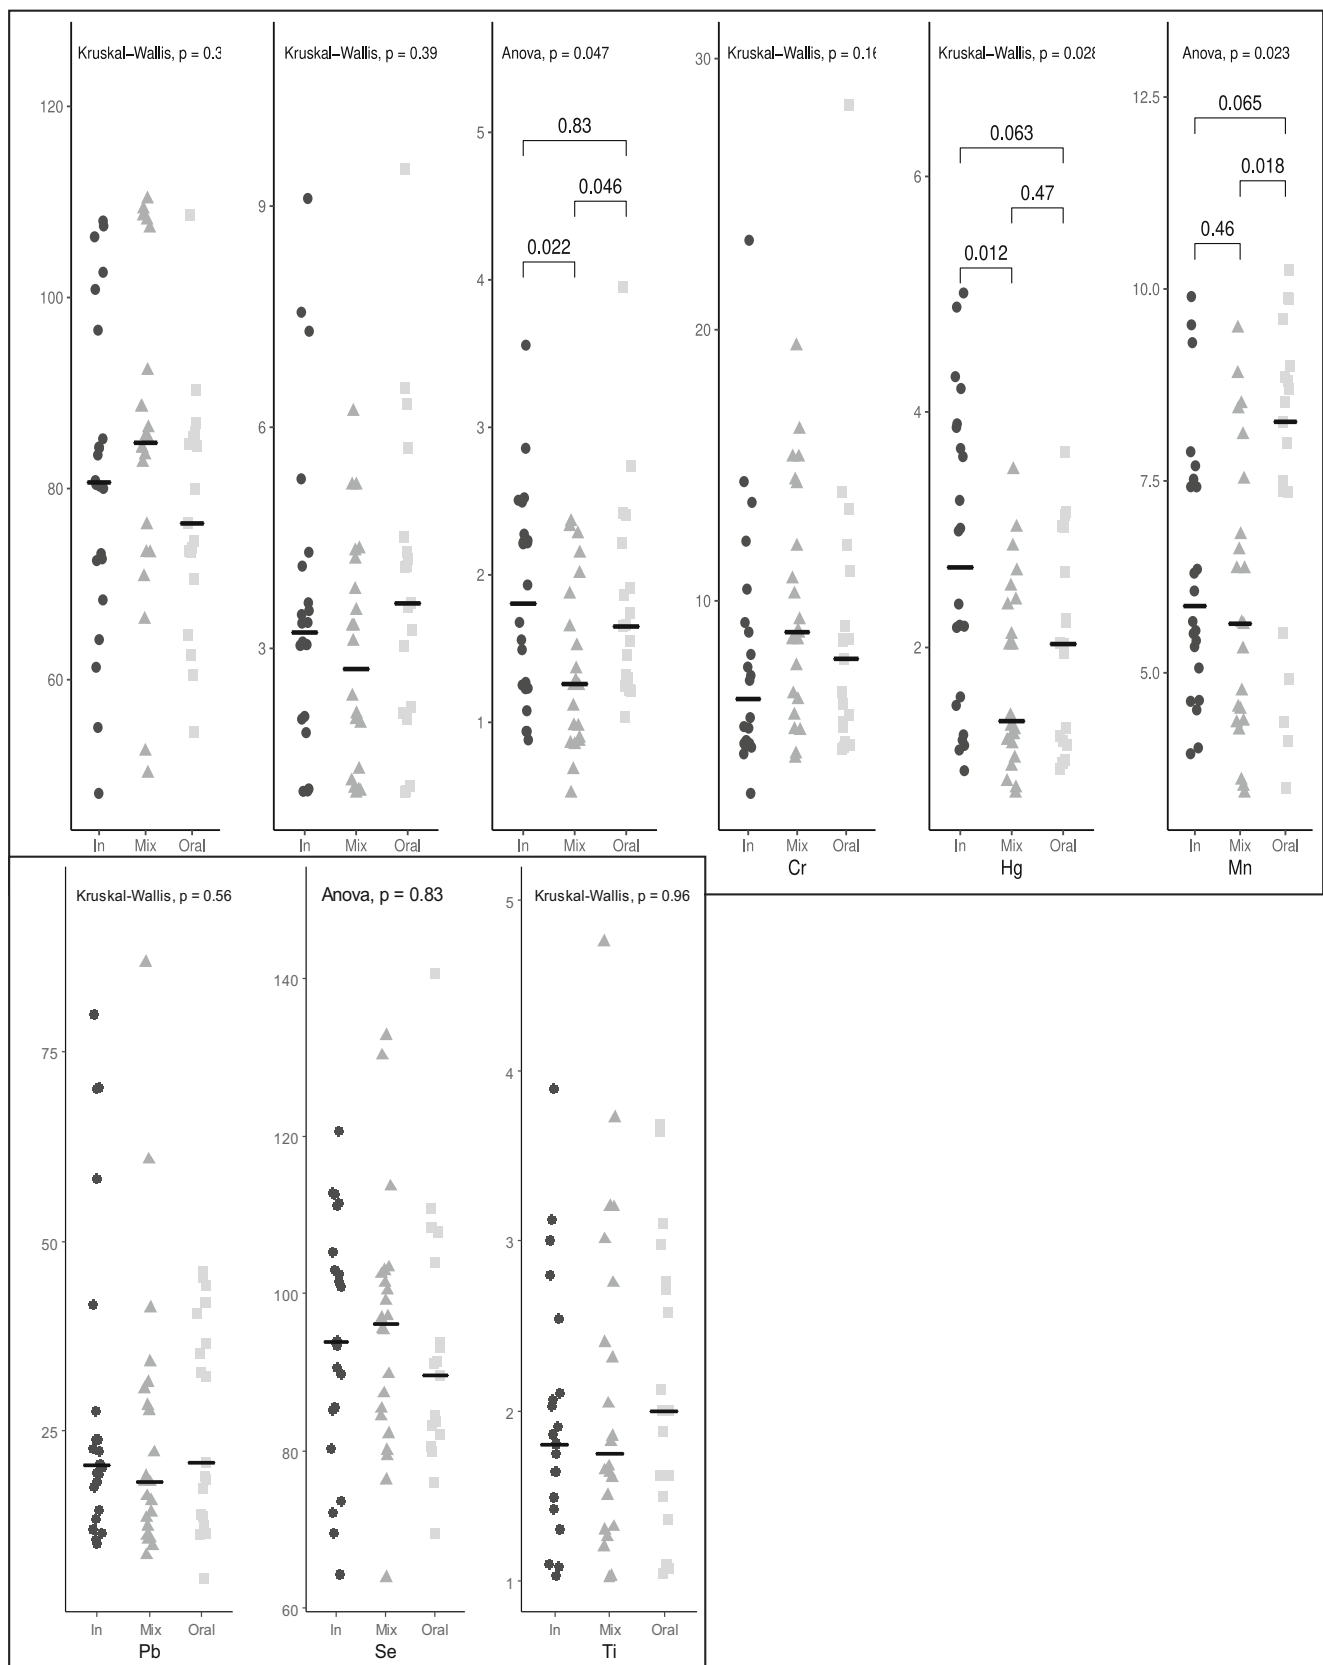 Kruskal–Wallis, p = 0.3
Kruskal–Wallis, p = 0.39
Anova, p = 0.047
Kruskal–Wallis, p = 0.16
Kruskal–Wallis, p = 0.028
Anova, p = 0.023
120
100
80
60
9
6
3
5
4
3
2
1
0.83
0.046
0.022
30
20
10
6
4
2
0.063
0.47
0.012
12.5
10.0
7.5
5.0
0.065
0.018
0.46
In Mix Oral
In Mix Oral
In Mix Oral
In Mix Oral
In Mix Oral
In Mix Oral
Cr
Hg
Mn
Kruskal-Wallis, p = 0.56
Anova, p = 0.83
Kruskal-Wallis, p = 0.96
75
50
25
140
120
100
80
60
5
4
3
2
1
In Mix Oral
In Mix Oral
In Mix Oral
Pb
Se
Ti